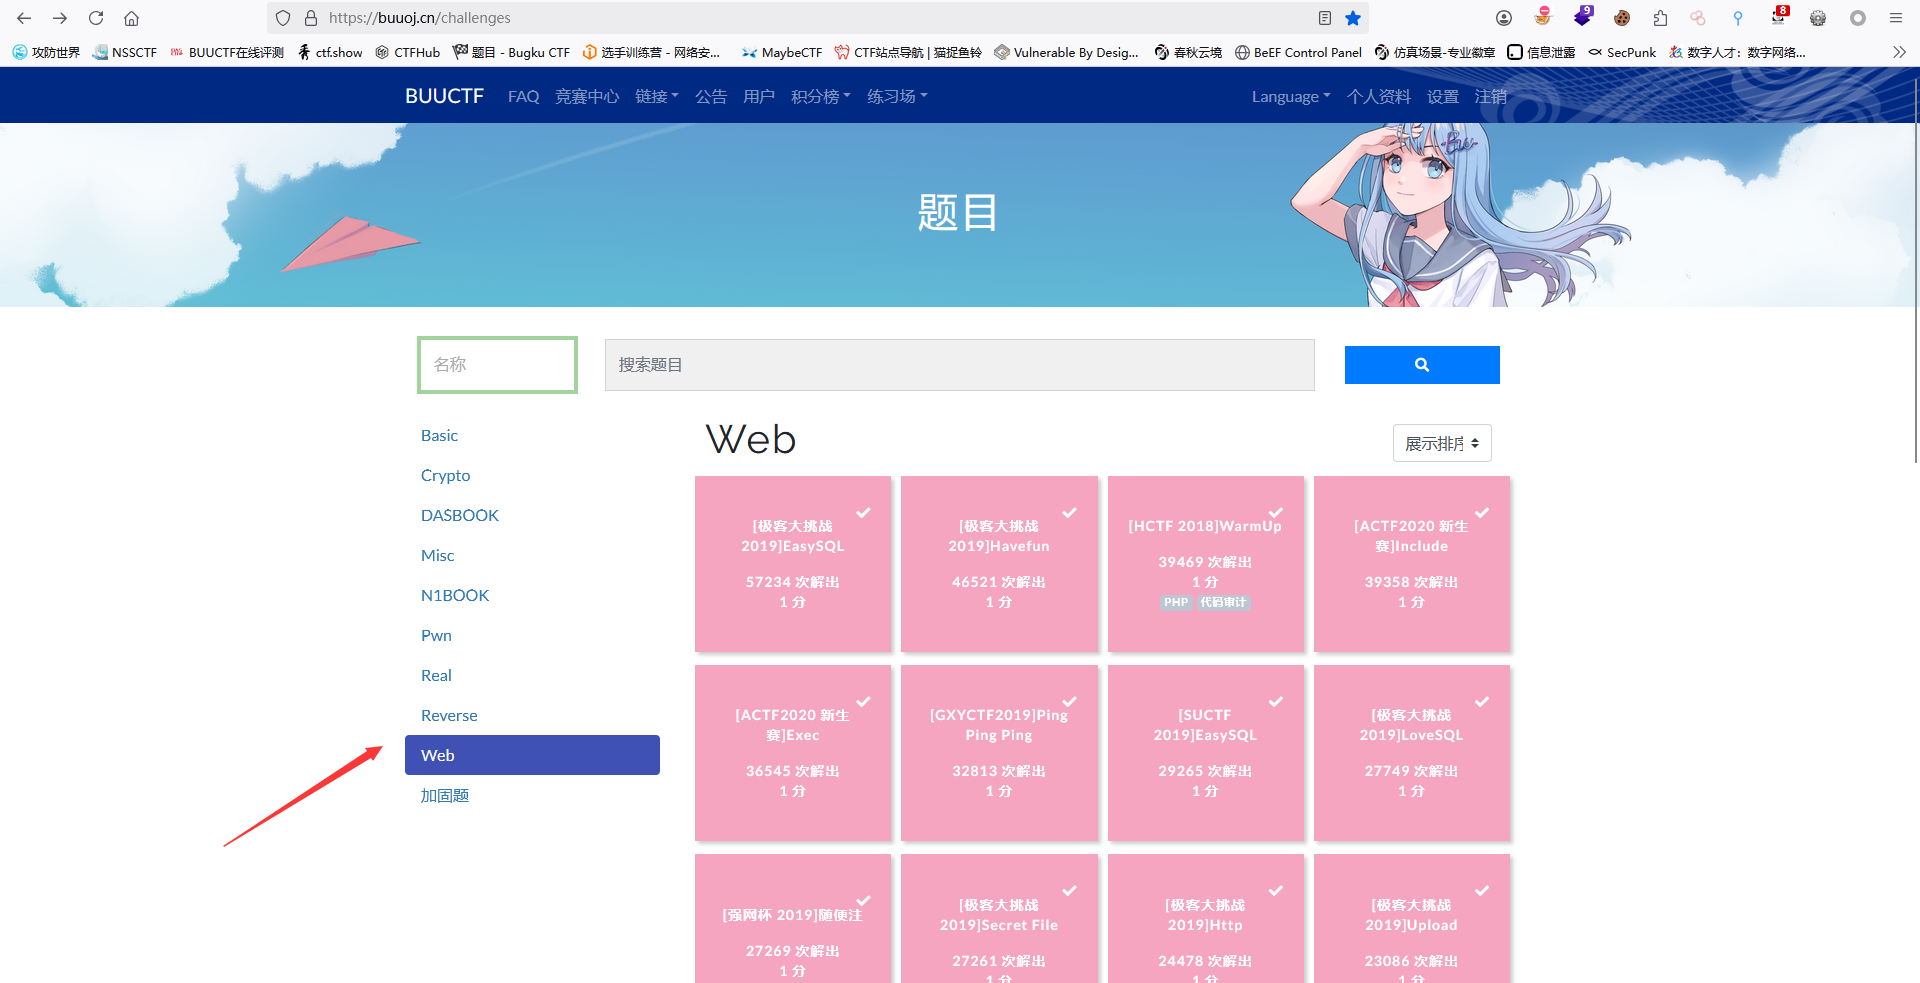 https://buuoj.cn/challenges
9
8
攻防世界
NSSCTF
BUUCTF在线评测
ctf.show
CTFHub
题目 - Bugku CTF
选手训练营 - 网络安...
MaybeCTF
CTF站点导航 | 猫捉鱼铃
Vulnerable By Desig...
春秋云境
BeEF Control Panel
仿真场景-专业徽章
信息泄露
SecPunk
数字人才：数字网络...
BUUCTF
FAQ
竞赛中心
链接
公告
用户
积分榜
练习场
Language
个人资料
设置
注销
Bu
题目
名称
搜索题目
Basic
Crypto
DASBOOK
Misc
N1BOOK
Pwn
Real
Reverse
Web
加固题
Web
展示排序
[极客大挑战
2019]EasySQL
57234 次解出
1 分
[极客大挑战
2019]Havefun
46521 次解出
1 分
[HCTF 2018]WarmUp
39469 次解出
1 分
PHP 代码审计
[ACTF2020 新生
赛]Include
39358 次解出
1 分
[ACTF2020 新生
赛]Exec
36545 次解出
1 分
[GXYCTF2019]Ping
Ping Ping
32813 次解出
1 分
[SUCTF
2019]EasySQL
29265 次解出
1 分
[极客大挑战
2019]LoveSQL
27749 次解出
1 分
[强网杯 2019]随便注
27269 次解出
1 分
[极客大挑战
2019]Secret File
27261 次解出
1 分
[极客大挑战
2019]Http
24478 次解出
1 分
[极客大挑战
2019]Upload
23086 次解出
1 分